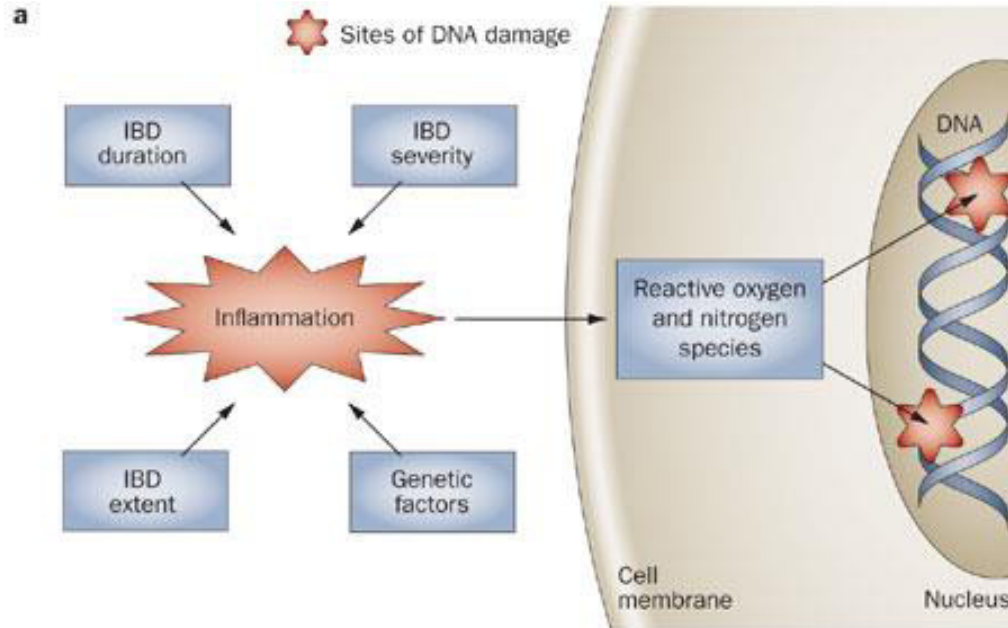 a
Sites of DNA damage
IBD
duration
IBD
severity
DNA
Inflammation
Reactive oxygen
and nitrogen
species
IBD
extent
Genetic
factors
Cell
membrane
Nucleus